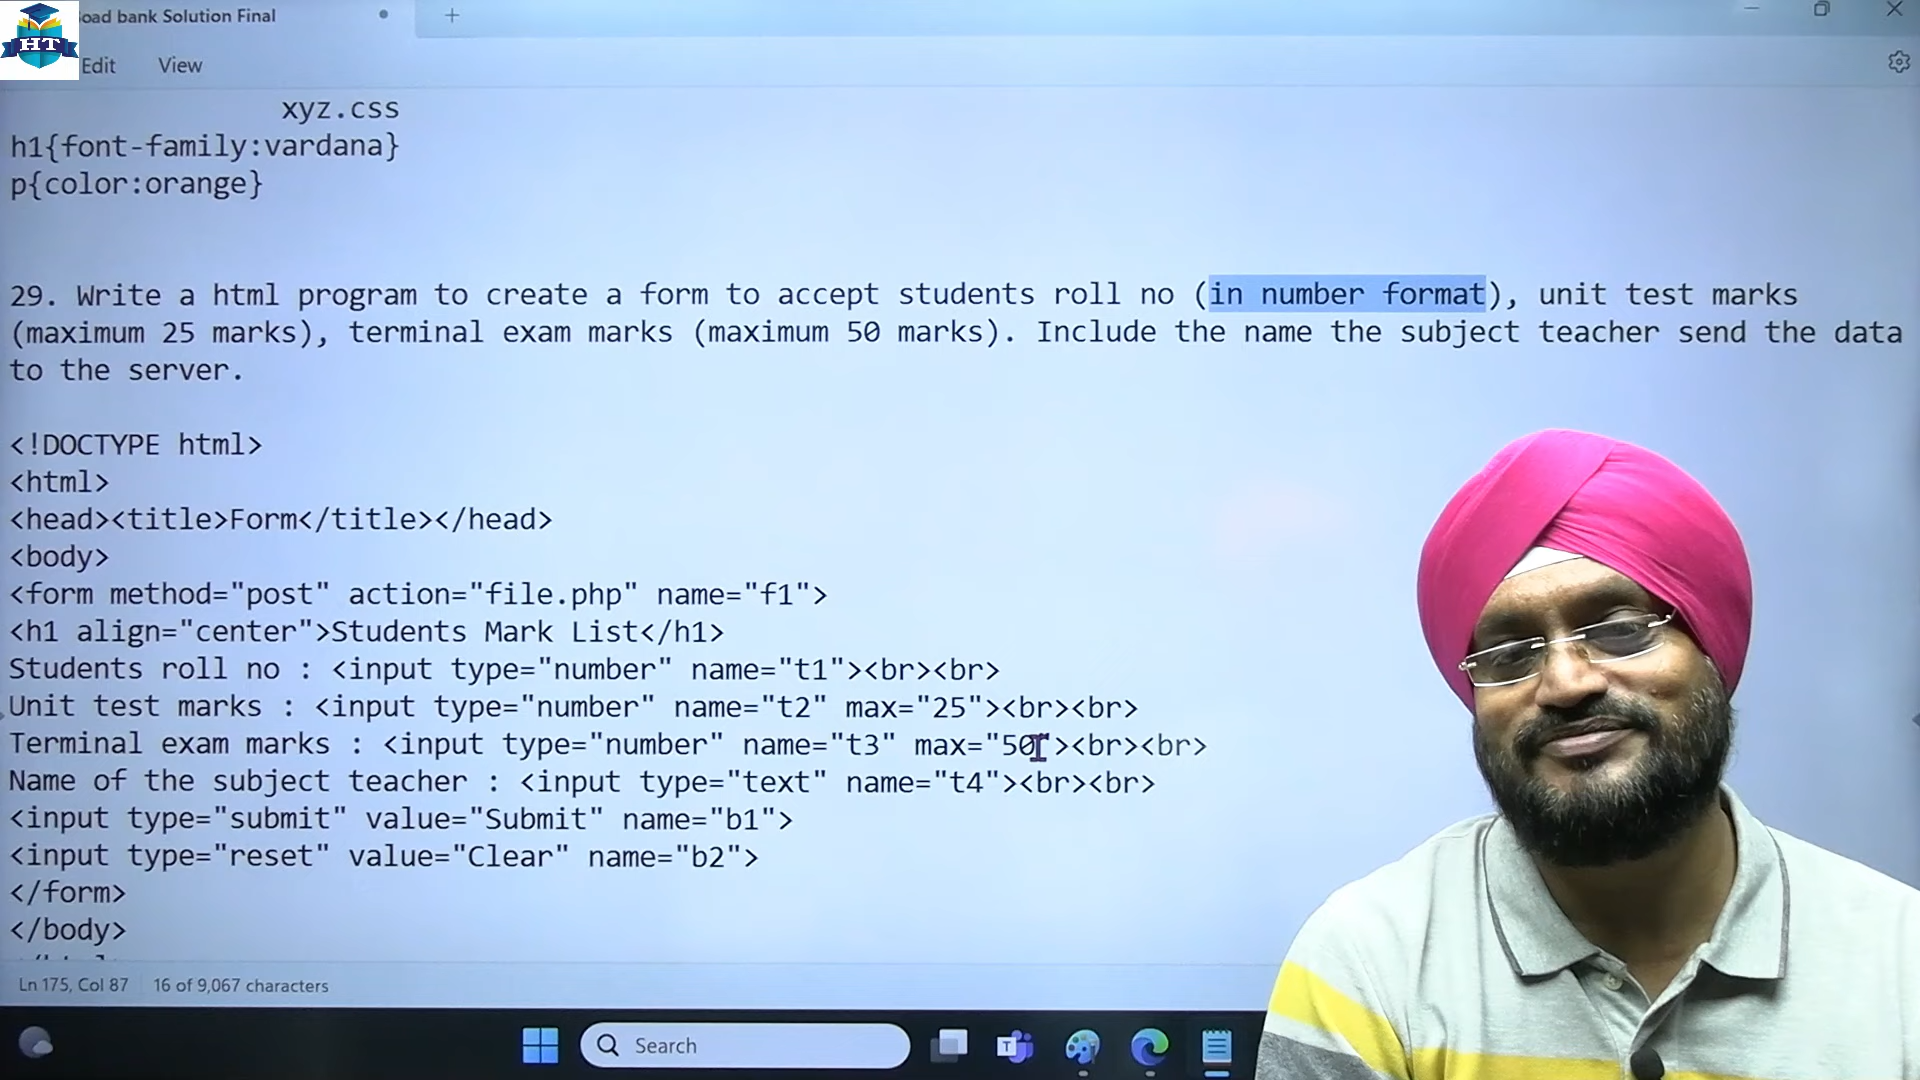 oad bank Solution Final
HT
Edit View
xyz.css
h1{font-family:vardana}
p{color:orange}
29. Write a html program to create a form to accept students roll no (in number format), unit test marks
(maximum 25 marks), terminal exam marks (maximum 50 marks). Include the name the subject teacher send the data
to the server.
<!DOCTYPE html>
<html>
<head><title>Form</title></head>
<body>
<form method="post" action="file.php" name="f1">
<h1 align="center">Students Mark List</h1>
Students roll no : <input type="number" name="t1"><br><br>
Unit test marks : <input type="number" name="t2" max="25"><br><br>
Terminal exam marks : <input type="number" name="t3" max="50"><br><br>
Name of the subject teacher : <input type="text" name="t4"><br><br>
<input type="submit" value="Submit" name="b1">
<input type="reset" value="Clear" name="b2">
</form>
</body>
Ln 175, Col 87 16 of 9,067 characters
Search
T